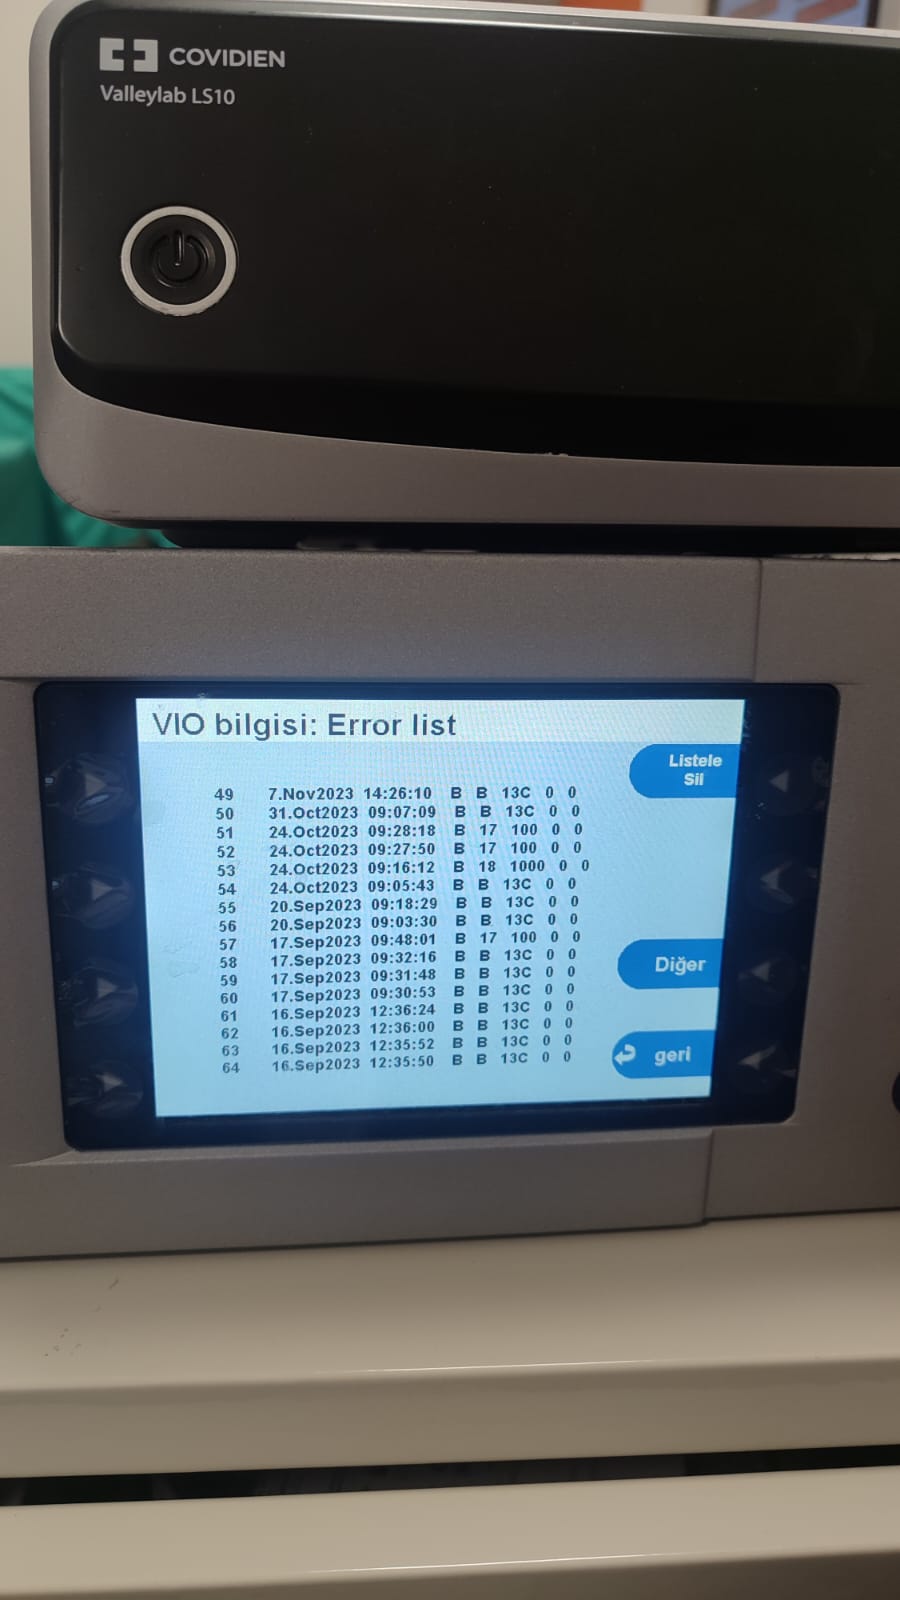 COVIDIEN
Valleylab LS10
VIO bilgisi: Error list
Listele
Sil
49 7.Nov2023 14:26:10 B B 13C 0 0
50 31.Oct2023 09:07:09 B B 13C 0 0
51 24.Oct2023 09:28:18 B 17 100 0 0
52 24.Oct2023 09:27:50 B 17 100 0 0
53 24.Oct2023 09:16:12 B 18 1000 0 0
54 24.Oct2023 09:05:43 B B 13C 0 0
55 20.Sep2023 09:18:29 B B 13C 0 0
56 20.Sep2023 09:03:30 B B 13C 0 0
57 17.Sep2023 09:48:01 B 17 100 0 0
58 17.Sep2023 09:32:16 B B 13C 0 0
59 17.Sep2023 09:31:48 B B 13C 0 0
60 17.Sep2023 09:30:53 B B 13C 0 0
61 16.Sep2023 12:36:24 B B 13C 0 0
62 16.Sep2023 12:36:00 B B 13C 0 0
63 16.Sep2023 12:35:52 B B 13C 0 0
64 16.Sep2023 12:35:50 B B 13C 0 0
Diğer
geri